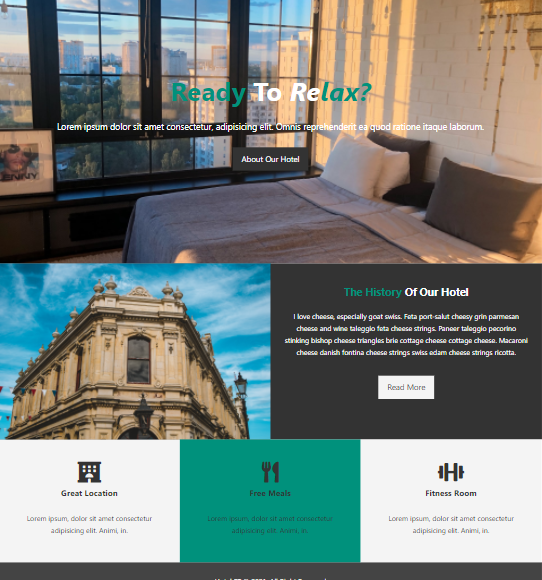 Ready To Relax?
Lorem ipsum dolor sit amet consectetur, adipisicing elit. Omnis reprehenderit ea quod ratione itaque laborum.
About Our Hotel
The History Of Our Hotel
I love cheese, especially goat swiss. Feta port-salut cheesy grin parmesan
cheese and wine taleggio feta cheese strings. Paneer taleggio pecorino
stinking bishop cheese triangles brie cottage cheese cottage cheese. Macaroni
cheese danish fontina cheese strings swiss edam cheese strings ricotta.
Read More
Great Location
Free Meals
Fitness Room
Lorem ipsum, dolor sit amet consectetur
adipisicing elit. Animi, in.
Lorem ipsum, dolor sit amet consectetur
adipisicing elit. Animi, in.
Lorem ipsum, dolor sit amet consectetur
adipisicing elit. Animi, in.